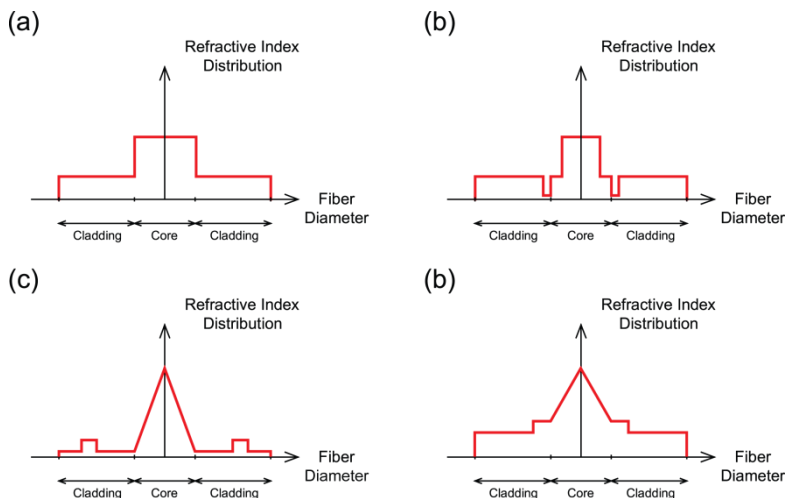 (a)
Refractive Index
Distribution
Fiber
Diameter
Cladding Core Cladding
(b)
Refractive Index
Distribution
Fiber
Diameter
Cladding Core Cladding
(c)
Refractive Index
Distribution
Fiber
Diameter
Cladding Core Cladding
(b)
Refractive Index
Distribution
Fiber
Diameter
Cladding Core Cladding